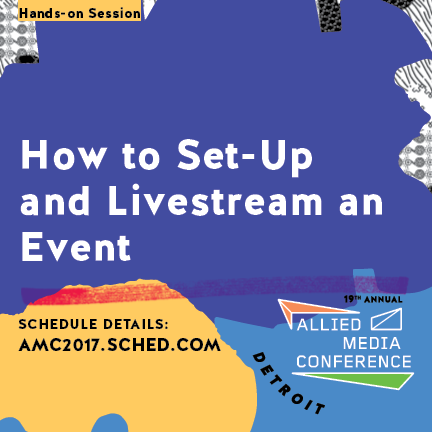 Hands-on Session
How to Set-Up
and Livestream an
Event
SCHEDULE DETAILS:
AMC2017.SCHED.COM
19TH ANNUAL
ALLIED
MEDIA
CONFERENCE
DETROIT